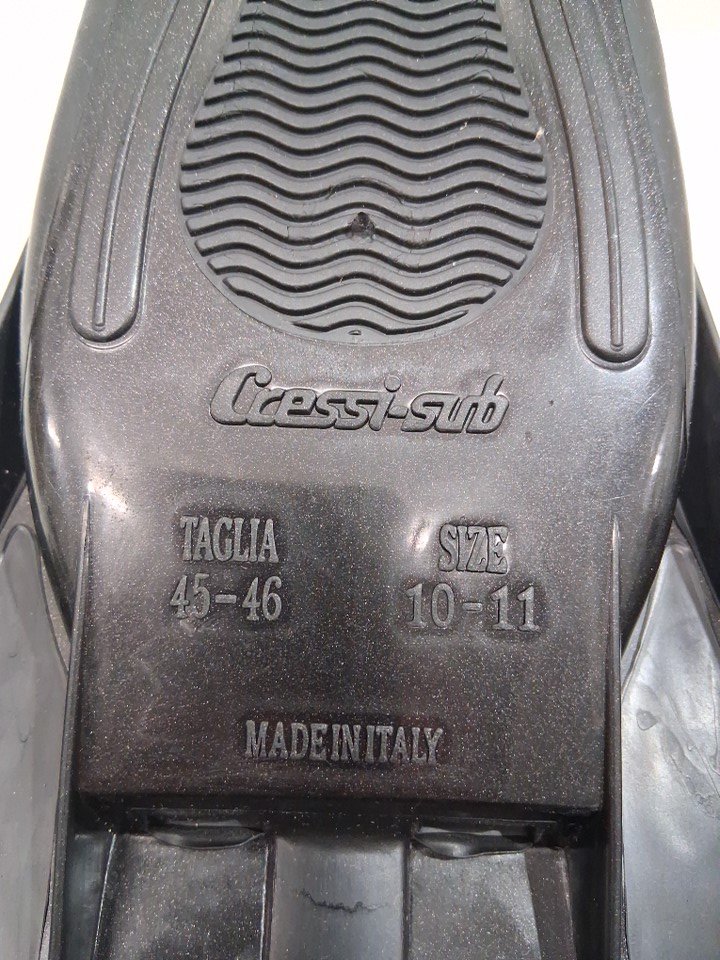 Cressi-sub
TAGLIA SIZE
45-46 10-11
MADE IN ITALY